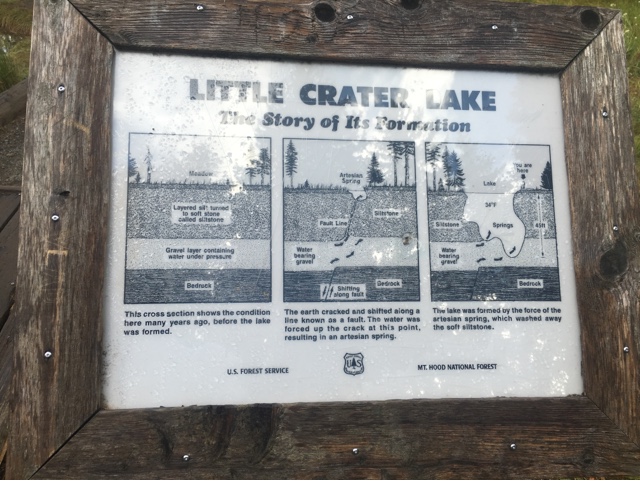 LITTLE CRATER LAKE
The Story of Its Formation
Meadow
Layered silt turned
to soft stone
called siltstone
Gravel layer containing
water under pressure
Bedrock
This cross section shows the condition
here many years ago, before the lake
was formed.
Artesian
Spring
Fault Line
Siltstone
Water
bearing
gravel
Bedrock
Shifting
along fault
The earth cracked and shifted along a
line known as a fault. The water was
forced up the crack at this point,
resulting in an artesian spring.
You are
here
Lake
34°F
Siltstone
Springs
45ft
Water
bearing
gravel
Bedrock
The lake was formed by the force of the
artesian spring, which washed away
the soft siltstone.
U.S. FOREST SERVICE
US
MT. HOOD NATIONAL FOREST